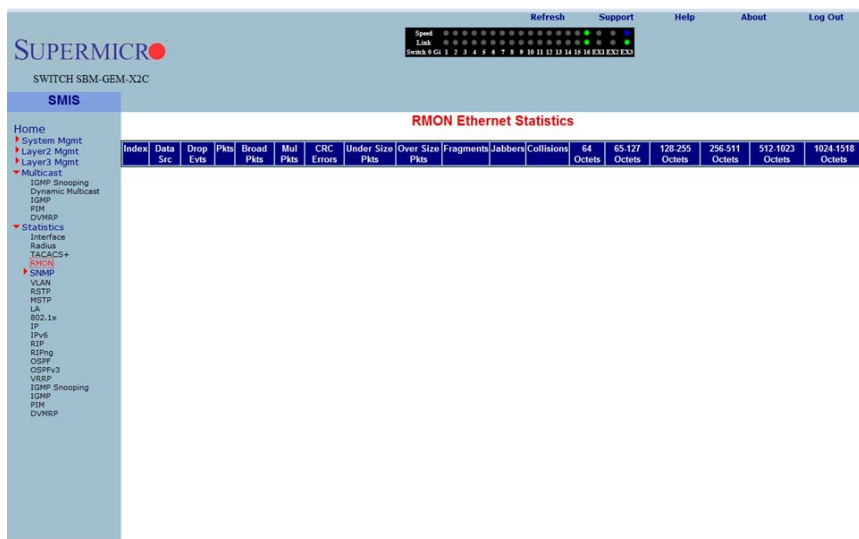 Refresh Support Help About Log Out
SUPERMICRO
Speed
Link
Switch 0 Gi 1 2 3 4 5 6 7 8 9 10 11 12 13 14 15 16 EX1 EX2 EX3
SWITCH SBM-GEM-X2C
SMIS
Home
System Mgmt
Layer2 Mgmt
Layer3 Mgmt
Multicast
IGMP Snooping
Dynamic Multicast
IGMP
PIM
DVMRP
Statistics
Interface
Radius
TACACS+
RMON
SNMP
VLAN
RSTP
MSTP
LA
802.1x
IP
IPv6
RIP
RIPng
OSPF
OSPFv3
VRRP
IGMP Snooping
IGMP
PIM
DVMRP
RMON Ethernet Statistics
Index Data Drop Pkts Broad Mul CRC Under Size Over Size Fragments Jabbers Collisions 64 65-127 128-255 256-511 512-1023 1024-1518
Src Evts Pkts Pkts Errors Pkts Pkts Octets Octets Octets Octets Octets Octets